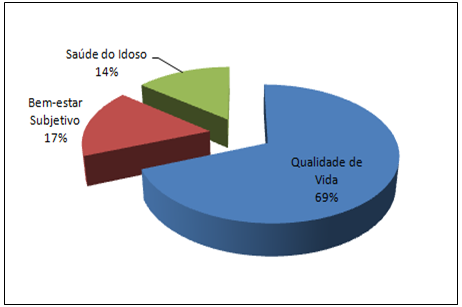 Saúde do Idoso
14%
Bem-estar
Subjetivo
17%
Qualidade de
Vida
69%